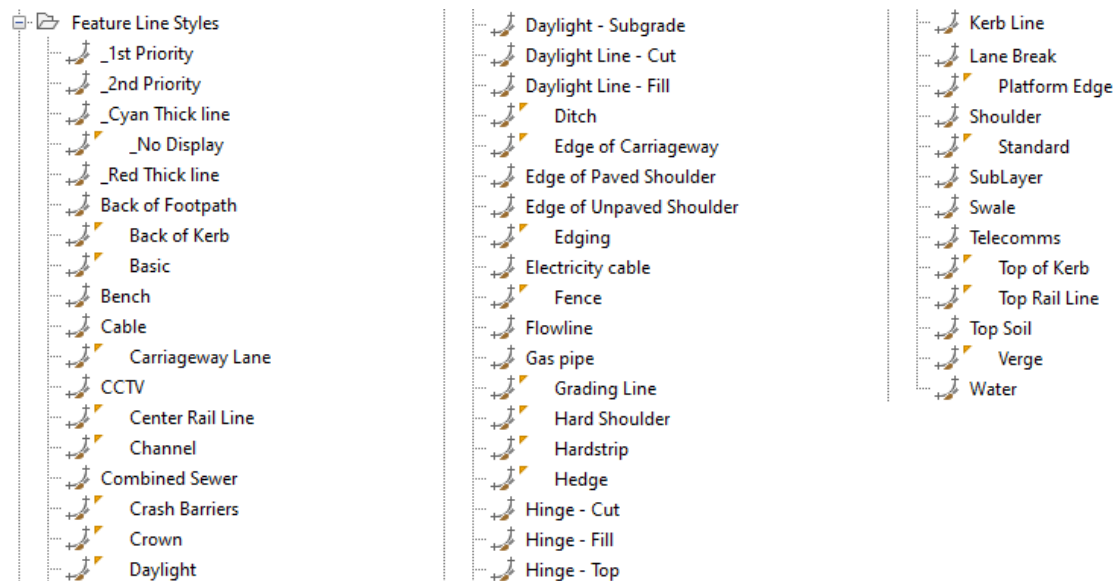 Feature Line Styles
_1st Priority
_2nd Priority
_Cyan Thick line
_No Display
_Red Thick line
Back of Footpath
Back of Kerb
Basic
Bench
Cable
Carriageway Lane
CCTV
Center Rail Line
Channel
Combined Sewer
Crash Barriers
Crown
Daylight
Daylight - Subgrade
Daylight Line - Cut
Daylight Line - Fill
Ditch
Edge of Carriageway
Edge of Paved Shoulder
Edge of Unpaved Shoulder
Edging
Electricity cable
Fence
Flowline
Gas pipe
Grading Line
Hard Shoulder
Hardstrip
Hedge
Hinge - Cut
Hinge - Fill
Hinge - Top
Kerb Line
Lane Break
Platform Edge
Shoulder
Standard
SubLayer
Swale
Telecomms
Top of Kerb
Top Rail Line
Top Soil
Verge
Water